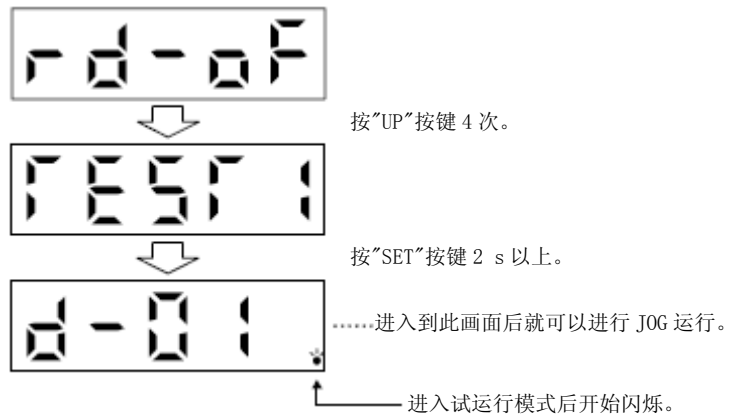 rd-oF
按"UP"按键 4 次。
TEST1
按"SET"按键 2 s 以上。
d-01
……进入到此画面后就可以进行 JOG 运行。
进入试运行模式后开始闪烁。